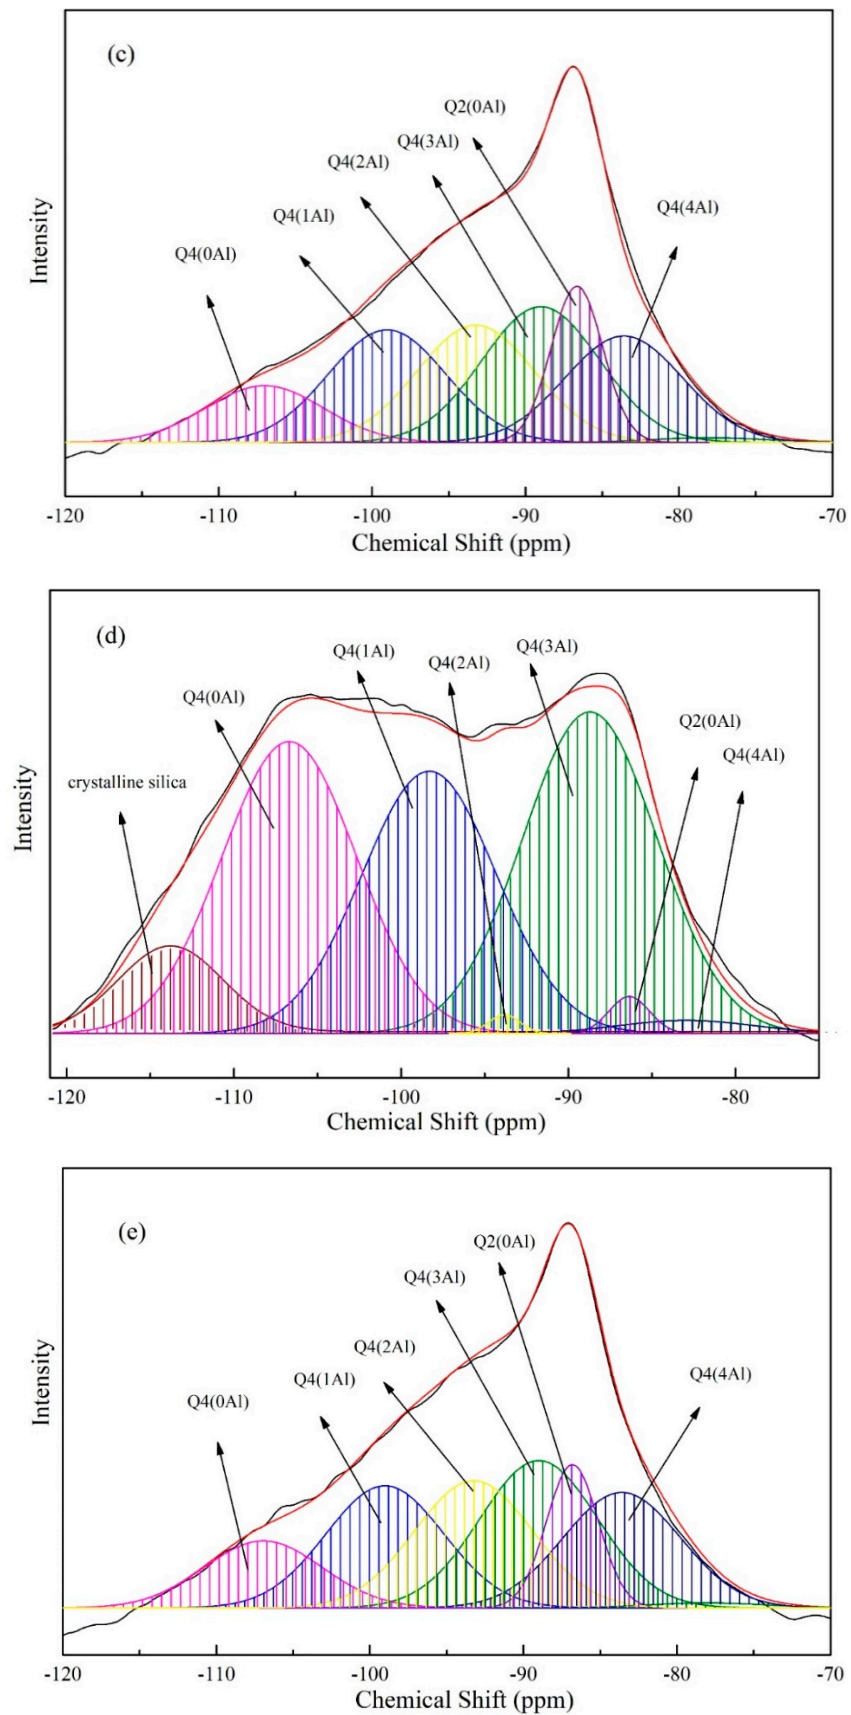 (c)
Q2(0Al)
Q4(3Al)
Q4(2Al)
Q4(1Al)
Q4(4Al)
Q4(0Al)
Intensity
-120
-110
-100
-90
-80
-70
Chemical Shift (ppm)
(d)
Q4(1Al)
Q4(3Al)
Q4(2Al)
Q4(0Al)
Q2(0Al)
Q4(4Al)
crystalline silica
Intensity
-120
-110
-100
-90
-80
Chemical Shift (ppm)
(e)
Q2(0Al)
Q4(3Al)
Q4(2Al)
Q4(1Al)
Q4(4Al)
Q4(0Al)
Intensity
-120
-110
-100
-90
-80
-70
Chemical Shift (ppm)